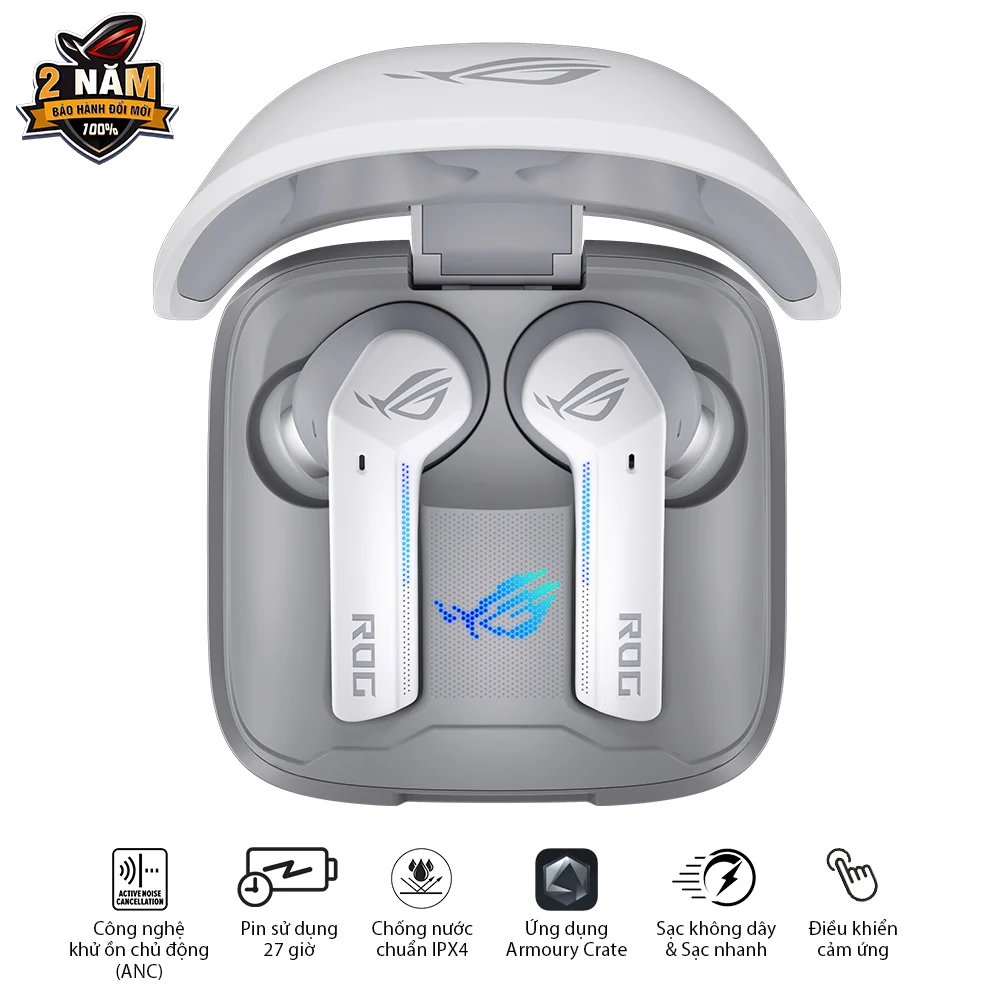 2 NĂM
BẢO HÀNH ĐỔI MỚI
100%
ROG
ROG
ACTIVE NOISE
CANCELLATION
Công nghệ
khử ồn chủ động
(ANC)
Pin sử dụng
27 giờ
Chống nước
chuẩn IPX4
Ứng dụng
Armoury Crate
Sạc không dây
& Sạc nhanh
Điều khiển
cảm ứng